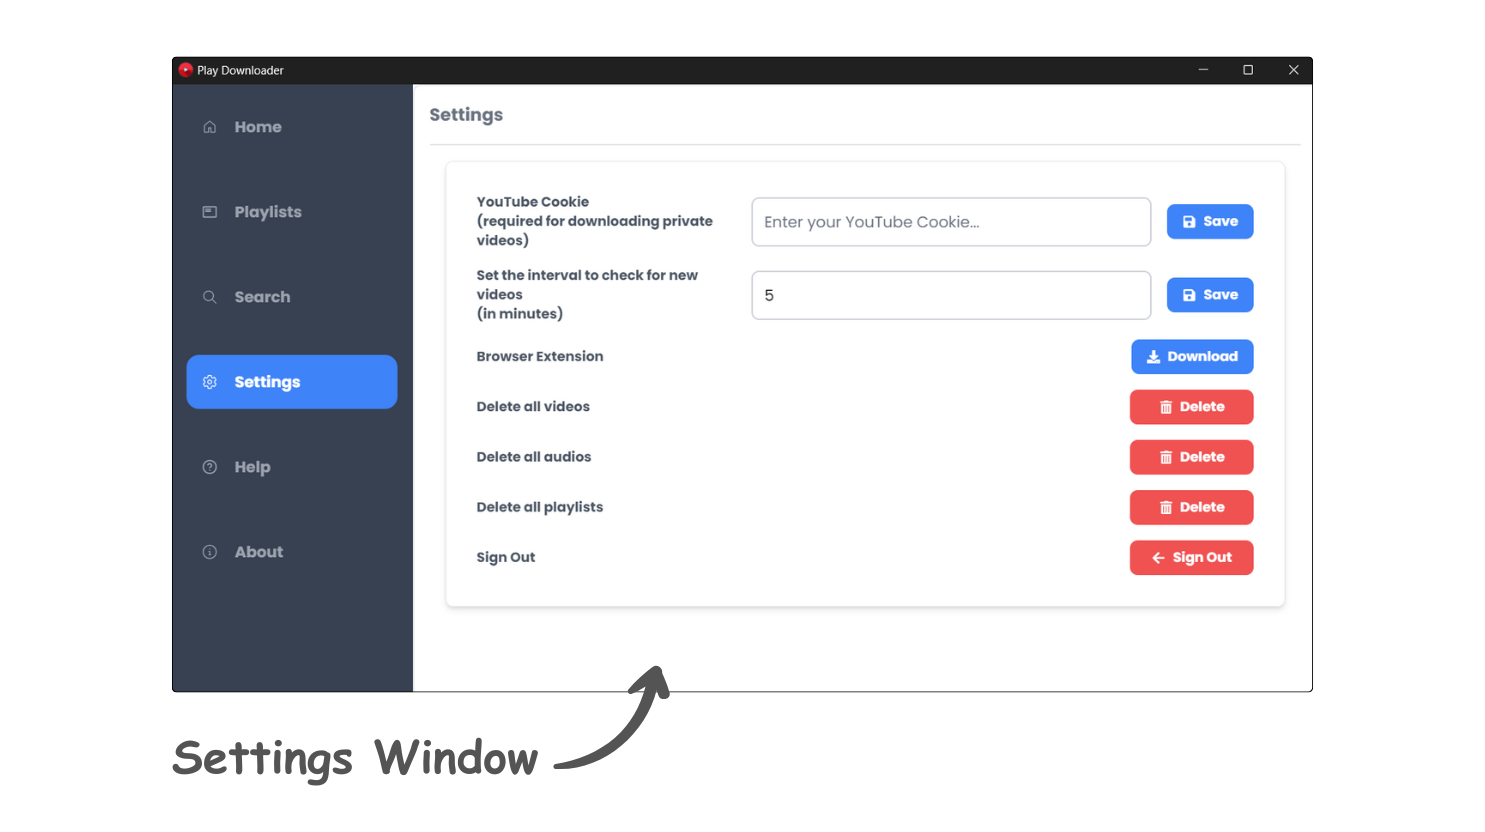 Play Downloader
Home
Playlists
Search
Settings
Help
About
Settings
YouTube Cookie
(required for downloading private
videos)
Enter your YouTube Cookie...
Save
Set the interval to check for new
videos
(in minutes)
5
Save
Browser Extension
Download
Delete all videos
Delete
Delete all audios
Delete
Delete all playlists
Delete
Sign Out
Sign Out
Settings Window